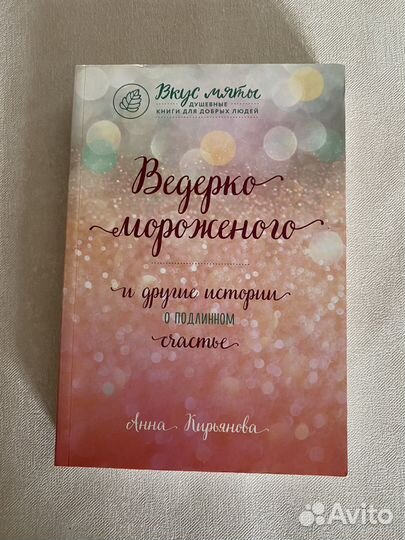 Вкус мяты
ДУШЕВНЫЕ
КНИГИ ДЛЯ ДОБРЫХ ЛЮДЕЙ
Ведерко
мороженого
и другие истории
о подлинном
счастье
Анна Кирьянова
Avito